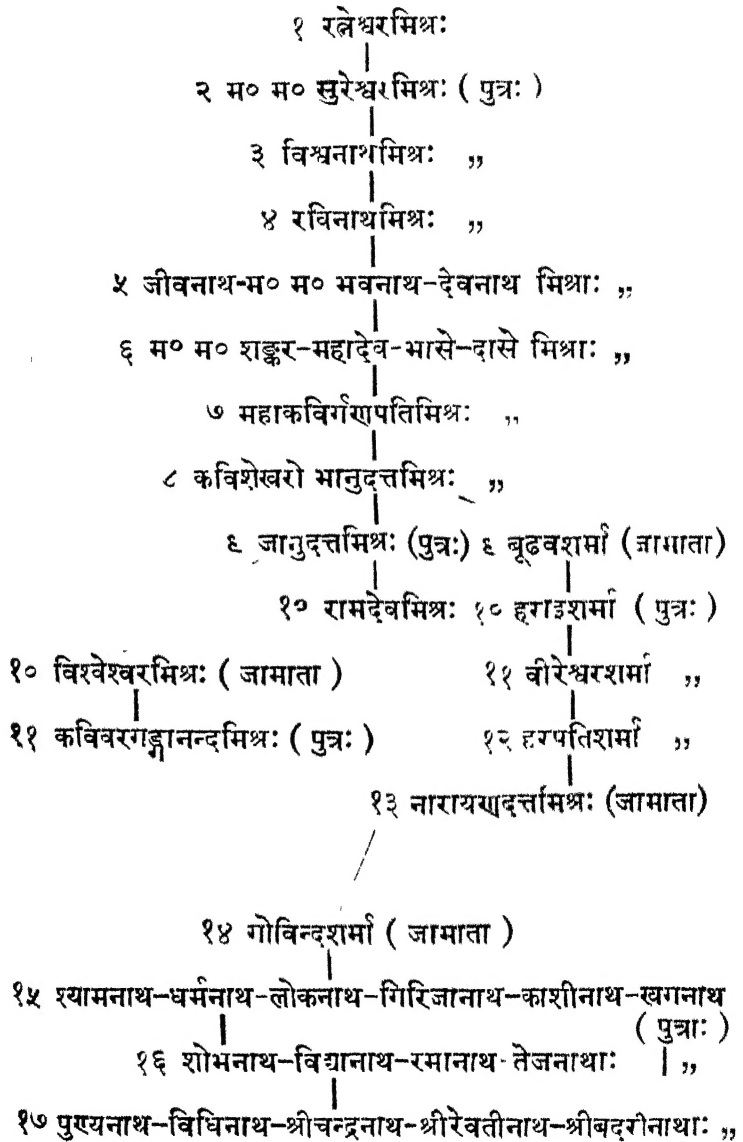 १ रत्नेश्वरमिश्रः
२ म० म० सुरेश्वरमिश्रः ( पुत्रः )
३ विश्वनाथमिश्रः ,,
४ रविनाथमिश्रः ,,
५ जीवनाथ-म० म० भवनाथ-देवनाथ मिश्राः ,,
६ म० म० शङ्कर-महादेव-भासे-दासे मिश्राः ,,
७ महाकविर्गणपतिमिश्रः ,,
८ कविशेखरो भानुदत्तमिश्रः ,,
९ जानुदत्तमिश्रः (पुत्रः) ९ बूढवशर्मा (जामाता)
१० रामदेवमिश्रः १० हराइशर्मा ( पुत्रः )
१० विश्वेश्वरमिश्रः ( जामाता ) ११ वीरेश्वरशर्मा ,,
११ कविवरगङ्गानन्दमिश्रः ( पुत्रः ) १२ हरपतिशर्मा ,,
१३ नारायणदत्तमिश्रः (जामाता)
१४ गोविन्दशर्मा ( जामाता )
१५ श्यामनाथ-धर्मनाथ-लोकनाथ-गिरिजानाथ-काशीनाथ-खगनाथ
( पुत्राः )
१६ शोभनाथ-विद्यानाथ-रमानाथ-तेजनाथाः ,,
१७ पुण्यनाथ-विधिनाथ-श्रीचन्द्रनाथ-श्रीरेवतीनाथ-श्रीबदरीनाथाः ,,